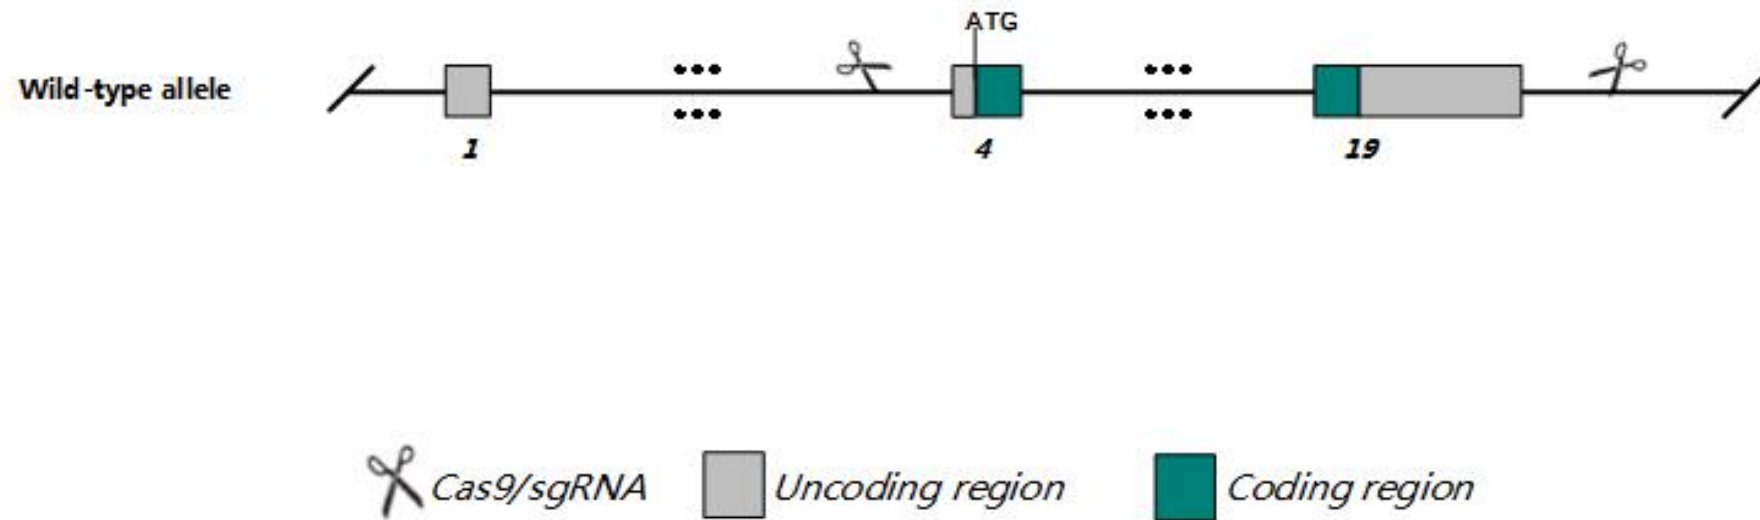 ATG
Wild-type allele
1 4 19
Cas9/sgRNA Uncoding region Coding region